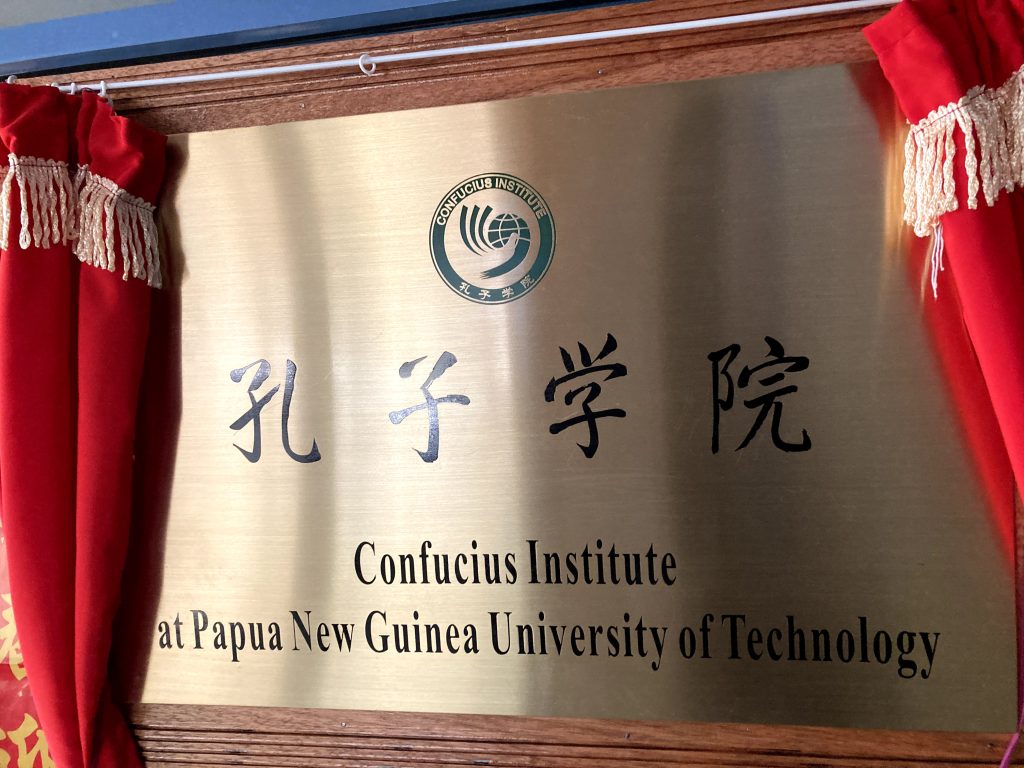 CONFUCIUS INSTITUTE
孔子学院
孔子学院
Confucius Institute
at Papua New Guinea University of Technology